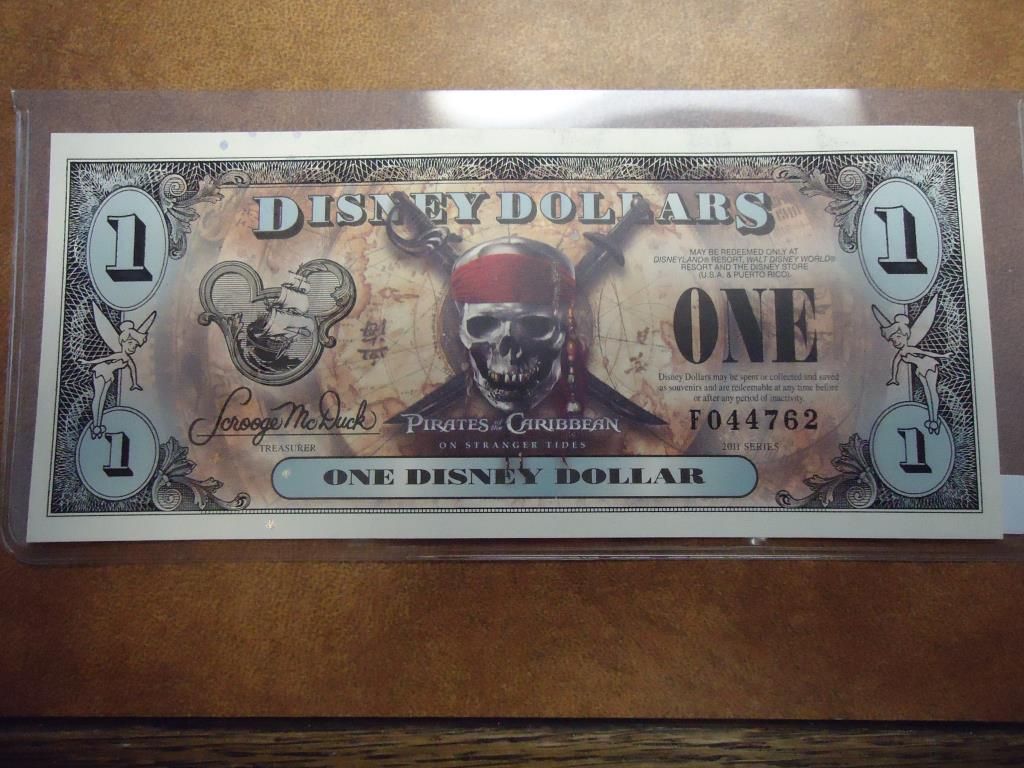 1
DISNEY DOLLARS
1
MAY BE REDEEMED ONLY AT
DISNEYLAND® RESORT, WALT DISNEY WORLD®
RESORT AND THE DISNEY STORE
(U.S.A. & PUERTO RICO).
ONE
Disney Dollars may be spent or collected and saved
as souvenirs and are redeemable at any time before
or after any period of inactivity.
F044762
2011 SERIES
Scrooge McDuck
TREASURER
PIRATES of the CARIBBEAN
ON STRANGER TIDES
1
ONE DISNEY DOLLAR
1